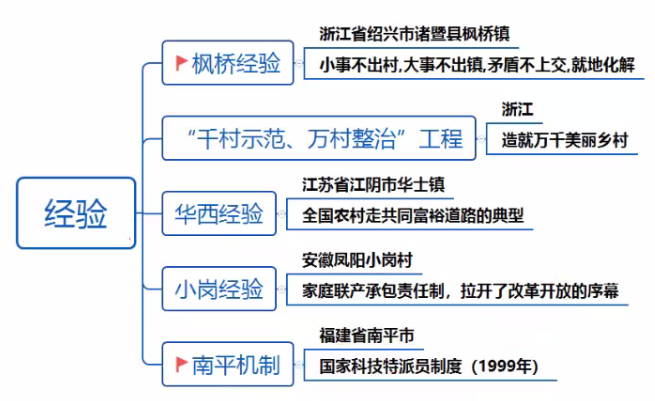 浙江省绍兴市诸暨县枫桥镇
枫桥经验
小事不出村,大事不出镇,矛盾不上交,就地化解
浙江
“千村示范、万村整治”工程
造就万千美丽乡村
江苏省江阴市华士镇
经验
华西经验
全国农村走共同富裕道路的典型
安徽凤阳小岗村
小岗经验
家庭联产承包责任制，拉开了改革开放的序幕
福建省南平市
南平机制
国家科技特派员制度（1999年）